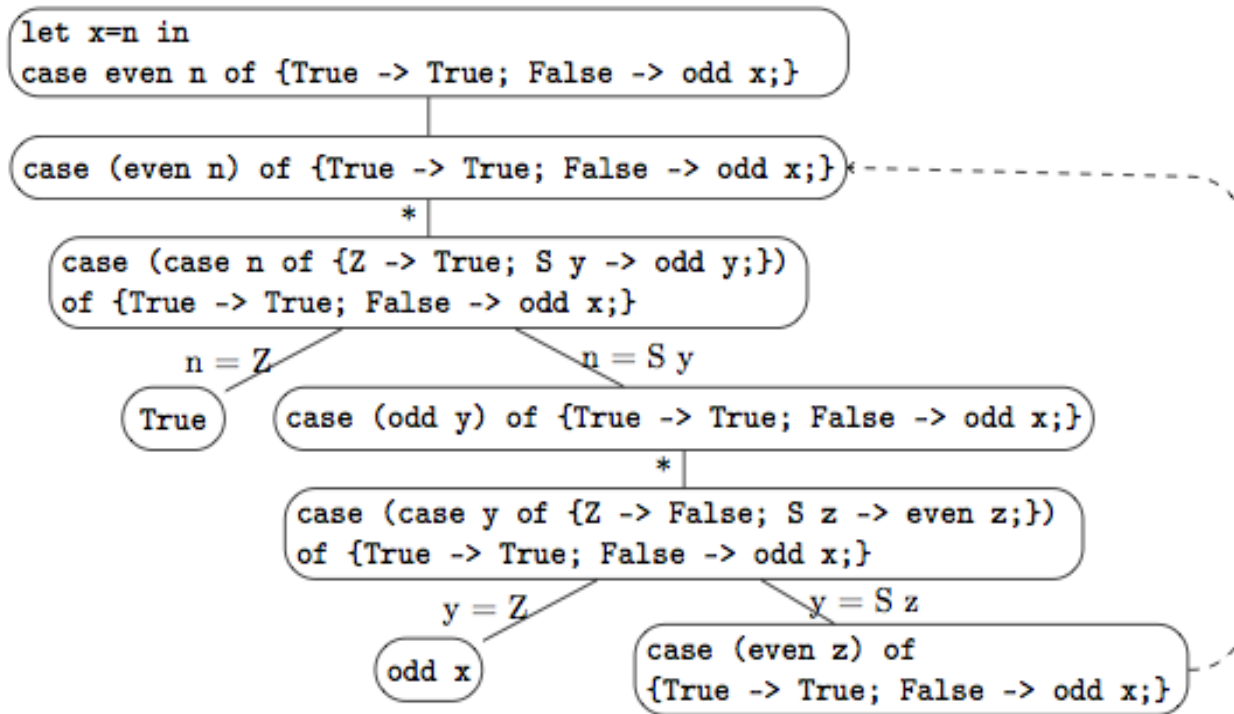 let x=n in
case even n of {True -> True; False -> odd x;}
case (even n) of {True -> True; False -> odd x;}
*
case (case n of {Z -> True; S y -> odd y;})
of {True -> True; False -> odd x;}
n = Z
n = S y
True
case (odd y) of {True -> True; False -> odd x;}
*
case (case y of {Z -> False; S z -> even z;})
of {True -> True; False -> odd x;}
y = Z
y = S z
odd x
case (even z) of
{True -> True; False -> odd x;}